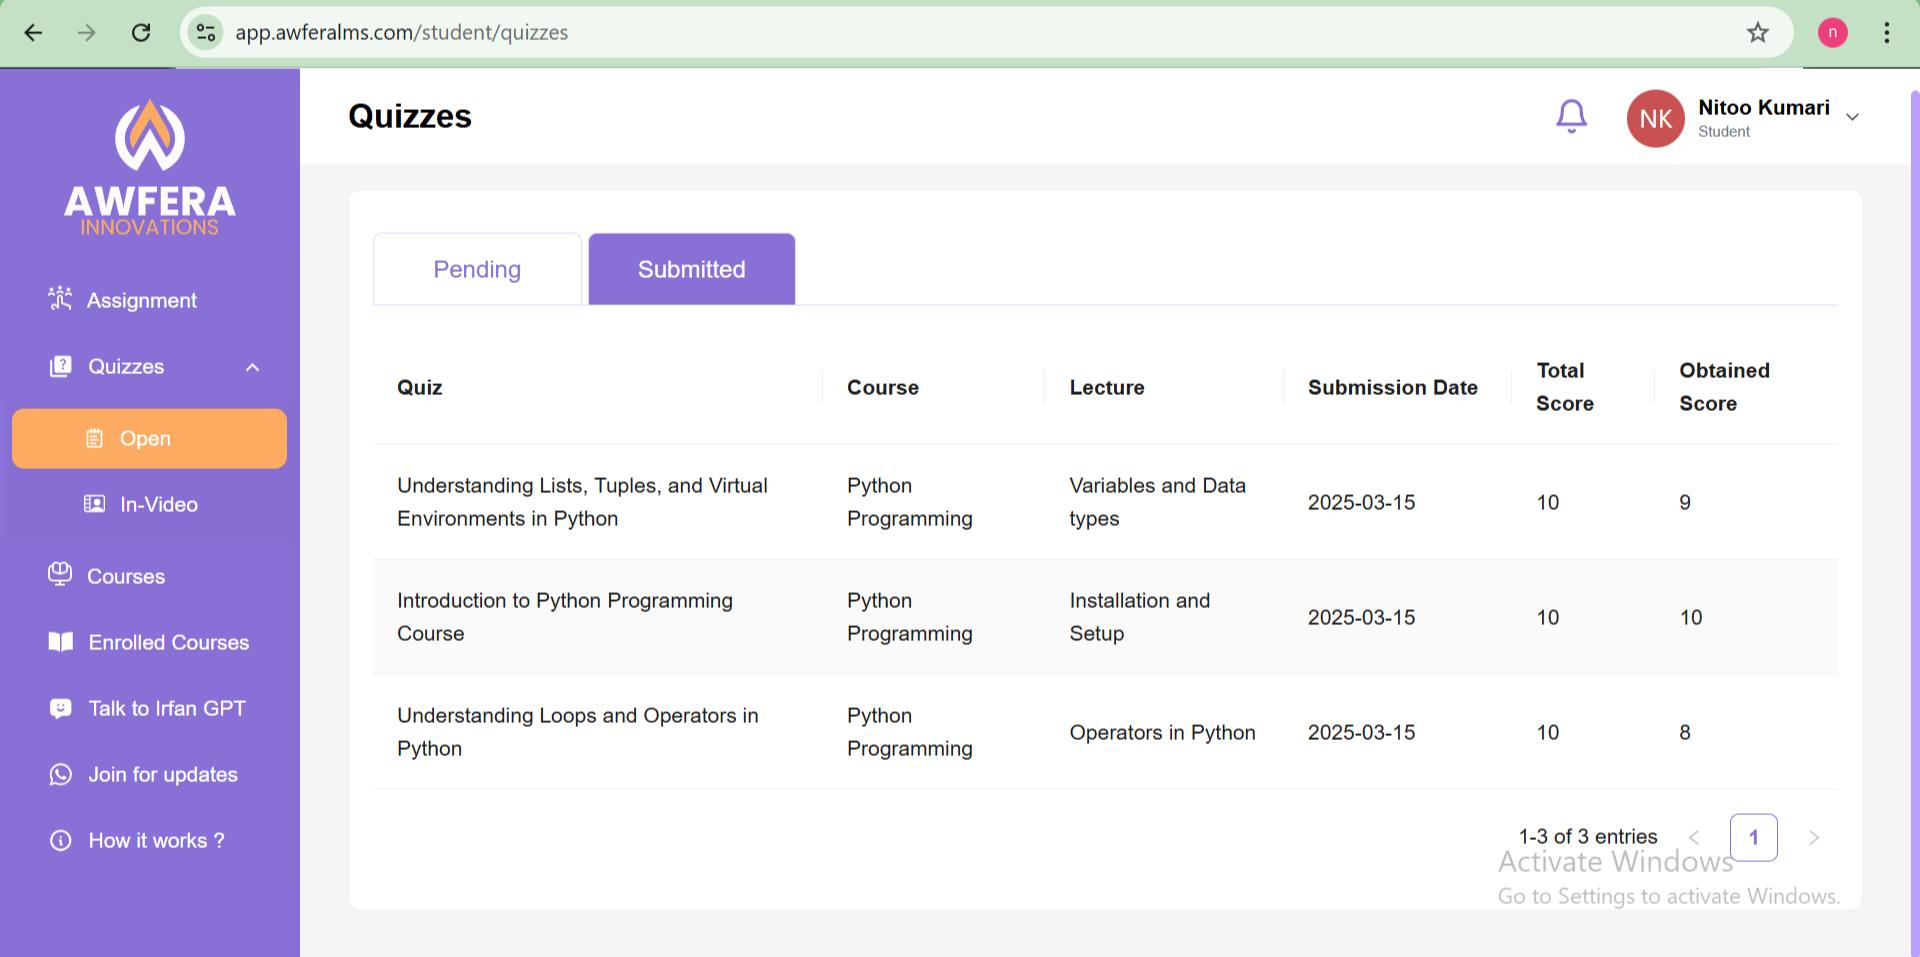 app.awferalms.com/student/quizzes
n
AWFERA
INNOVATIONS
Assignment
Quizzes
Open
In-Video
Courses
Enrolled Courses
Talk to Irfan GPT
Join for updates
How it works ?
Quizzes
NK
Nitoo Kumari
Student
Pending
Submitted
Quiz
Course
Lecture
Submission Date
Total
Score
Obtained
Score
Understanding Lists, Tuples, and Virtual
Environments in Python
Python
Programming
Variables and Data
types
2025-03-15
10
9
Introduction to Python Programming
Course
Python
Programming
Installation and
Setup
2025-03-15
10
10
Understanding Loops and Operators in
Python
Python
Programming
Operators in Python
2025-03-15
10
8
1-3 of 3 entries
1
Activate Windows
Go to Settings to activate Windows.